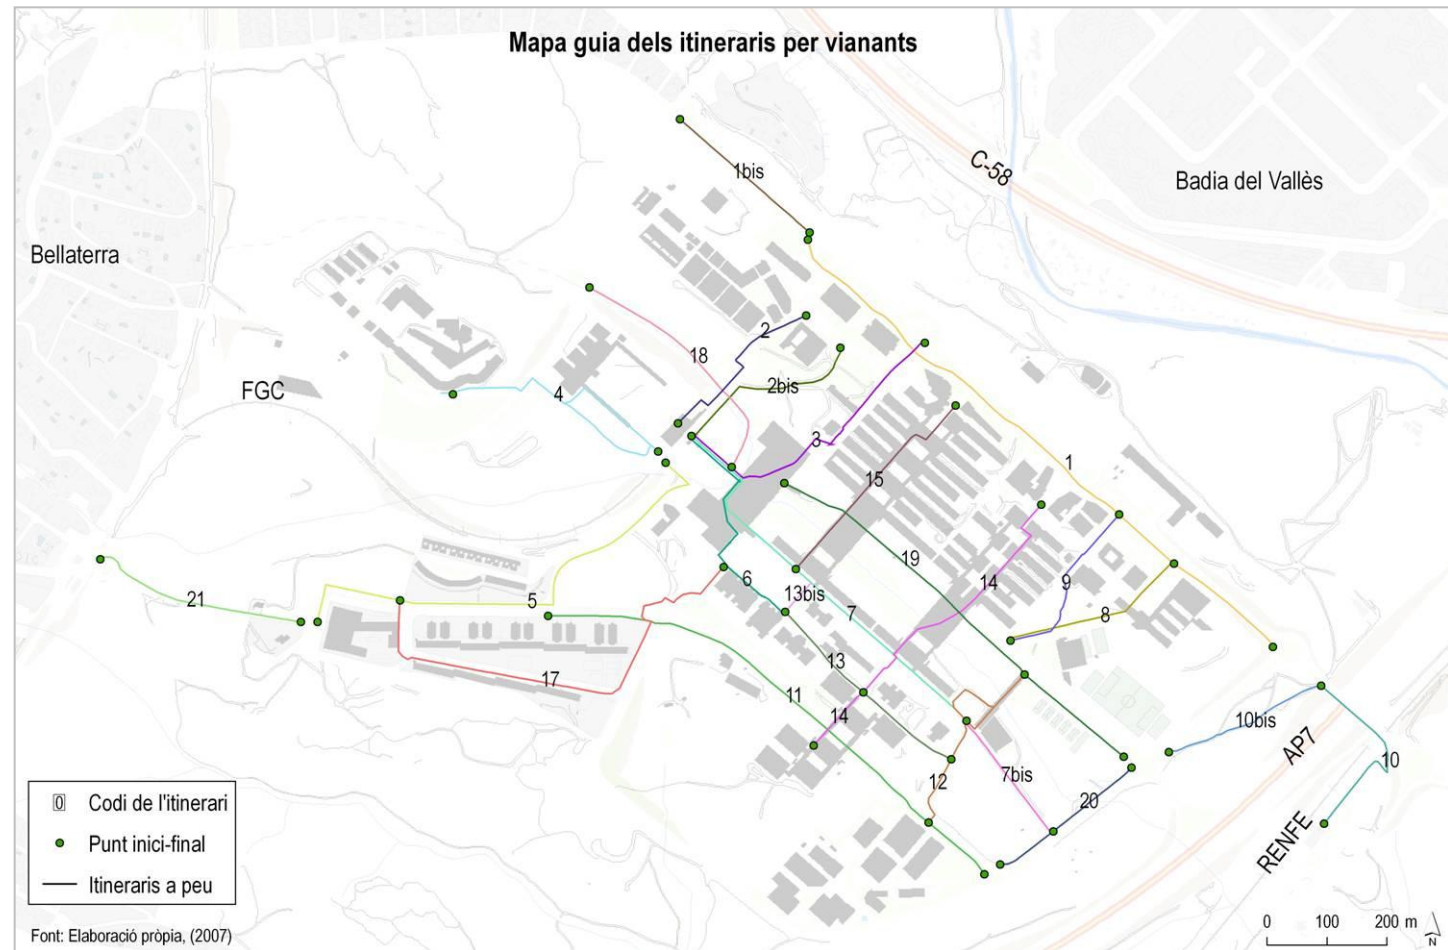 Mapa guia dels itineraris per vianants
1bis
C-58
Badia del Vallès
Bellaterra
2
18
2bis
FGC
4
3
1
15
19
14
9
6
13bis
7
8
21
5
13
17
11
14
10bis
AP7
10
7bis
12
20
RENFE
0 Codi de l'itinerari
Punt inici-final
Itineraris a peu
Font: Elaboració pròpia, (2007)
0 100 200 m
N